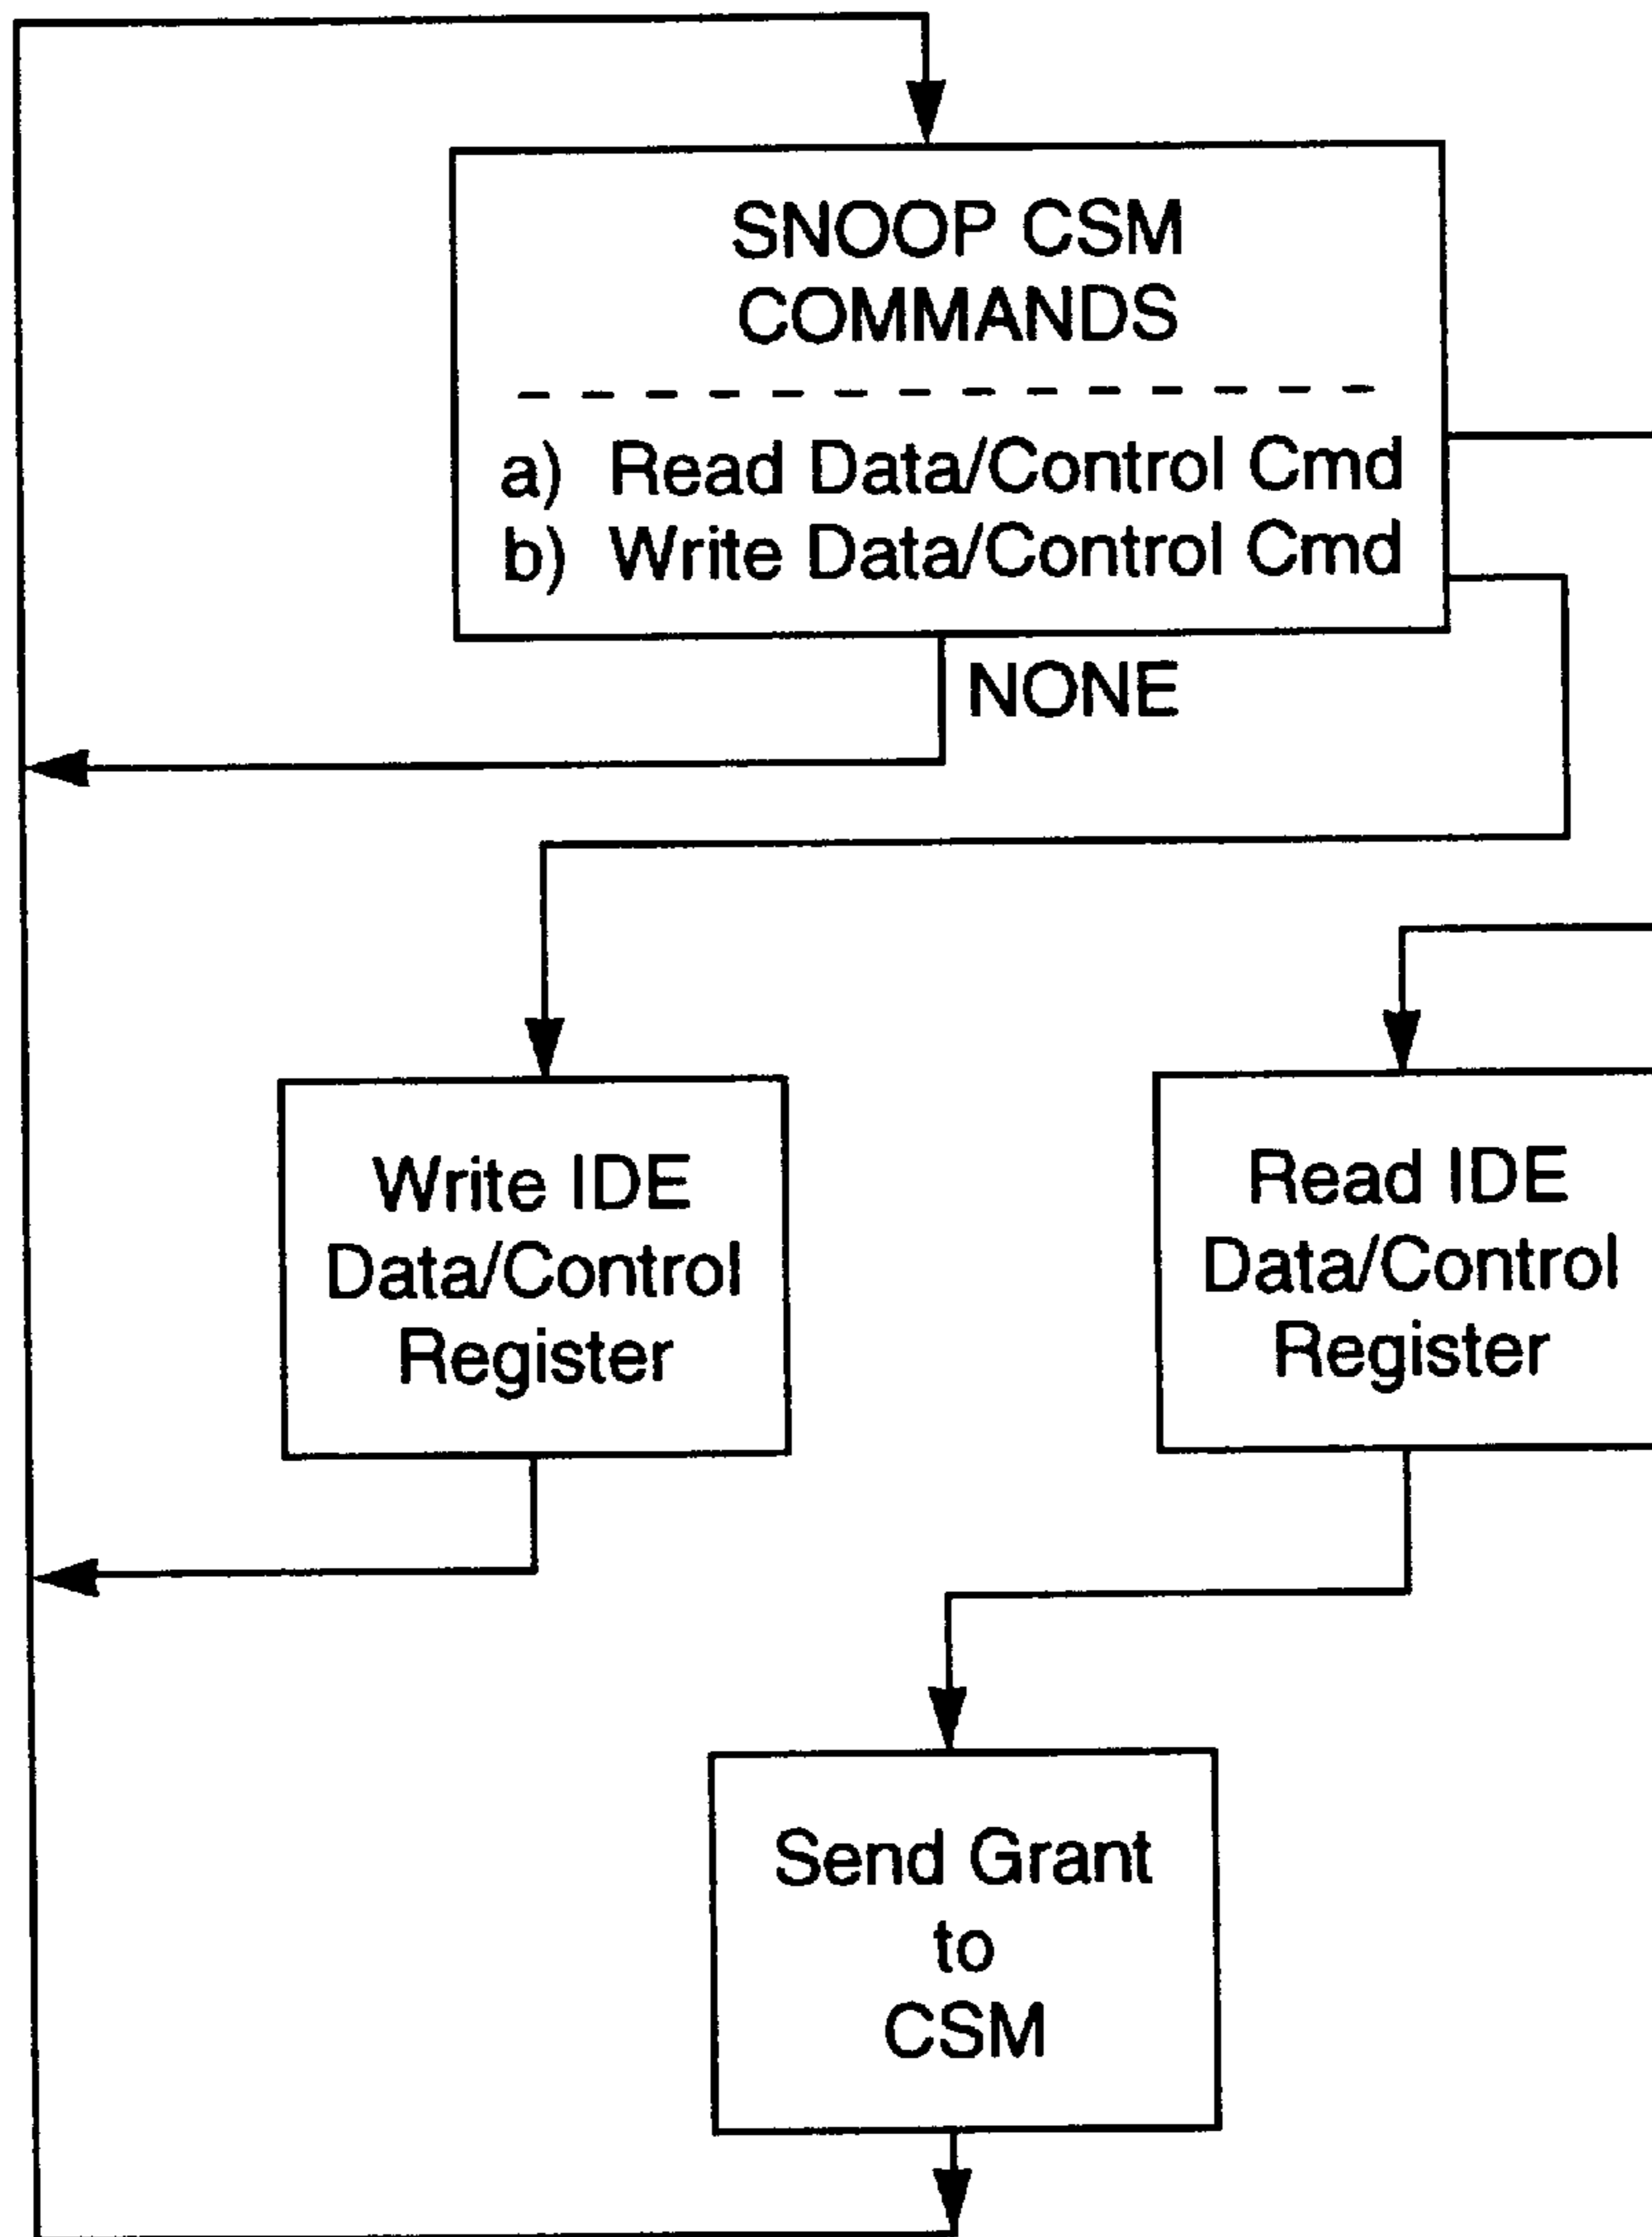 SNOOP CSM
COMMANDS
a) Read Data/Control Cmd
b) Write Data/Control Cmd
NONE
Write IDE
Data/Control
Register
Read IDE
Data/Control
Register
Send Grant
to
CSM